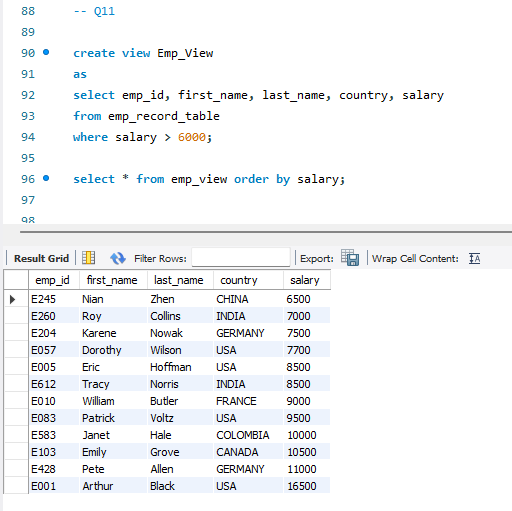 88 -- Q11
89
90 create view Emp_View
91 as
92 select emp_id, first_name, last_name, country, salary
93 from emp_record_table
94 where salary > 6000;
95
96 select * from emp_view order by salary;
97
98
Result Grid Filter Rows: Export: Wrap Cell Content: IA
emp_id first_name last_name country salary
E245 Nian Zhen CHINA 6500
E260 Roy Collins INDIA 7000
E204 Karene Nowak GERMANY 7500
E057 Dorothy Wilson USA 7700
E005 Eric Hoffman USA 8500
E612 Tracy Norris INDIA 8500
E010 William Butler FRANCE 9000
E083 Patrick Voltz USA 9500
E583 Janet Hale COLOMBIA 10000
E103 Emily Grove CANADA 10500
E428 Pete Allen GERMANY 11000
E001 Arthur Black USA 16500